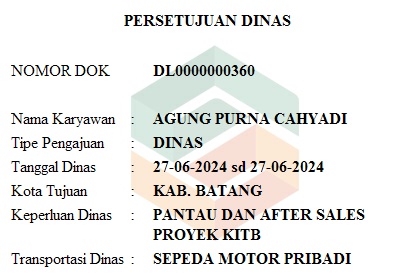 PERSETUJUAN DINAS
NOMOR DOK DL0000000360
Nama Karyawan : AGUNG PURNA CAHYADI
Tipe Pengajuan : DINAS
Tanggal Dinas : 27-06-2024 sd 27-06-2024
Kota Tujuan : KAB. BATANG
Keperluan Dinas : PANTAU DAN AFTER SALES
PROYEK KITB
Transportasi Dinas : SEPEDA MOTOR PRIBADI